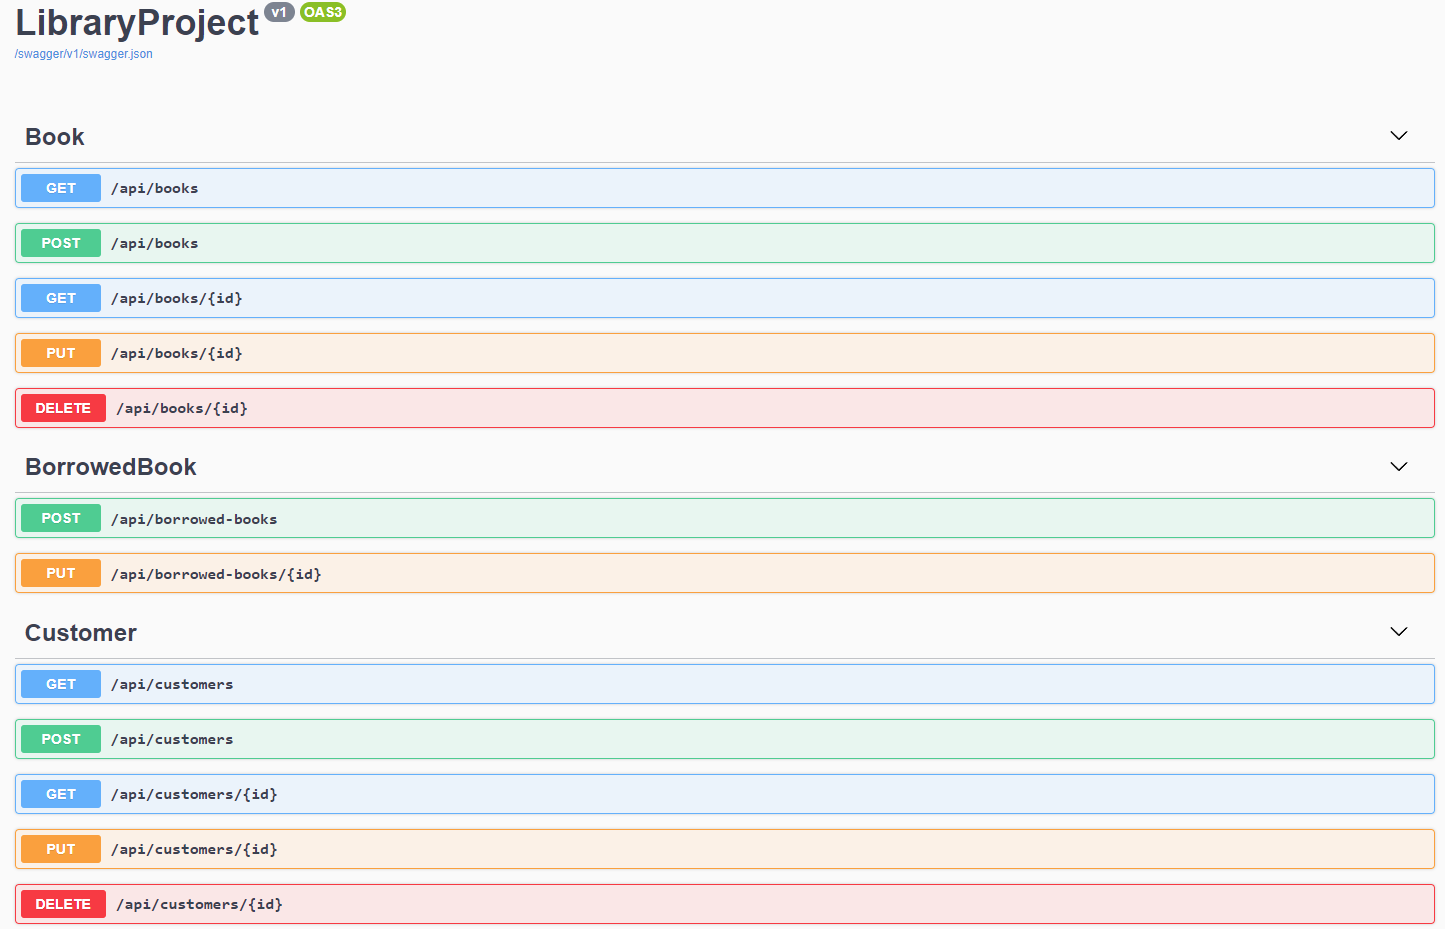 LibraryProject v1 OAS3
/swagger/v1/swagger.json
Book
GET /api/books
POST /api/books
GET /api/books/{id}
PUT /api/books/{id}
DELETE /api/books/{id}
BorrowedBook
POST /api/borrowed-books
PUT /api/borrowed-books/{id}
Customer
GET /api/customers
POST /api/customers
GET /api/customers/{id}
PUT /api/customers/{id}
DELETE /api/customers/{id}